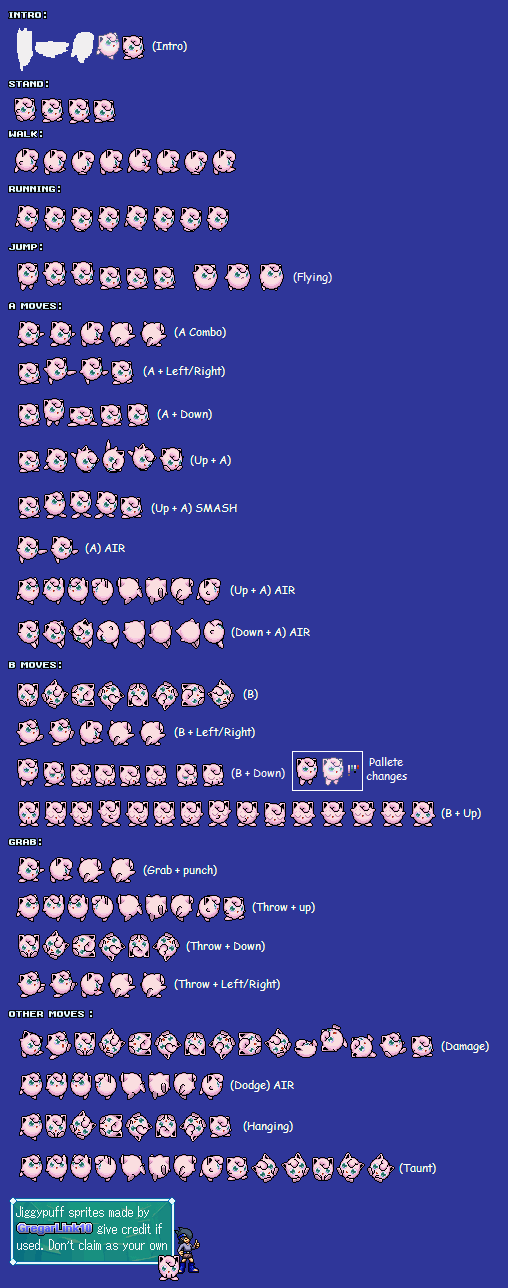 INTRO:
(Intro)
STAND:
WALK:
RUNNING:
JUMP:
(Flying)
A MOVES:
(A Combo)
(A + Left/Right)
(A + Down)
(Up + A)
(Up + A) SMASH
(A) AIR
(Up + A) AIR
(Down + A) AIR
B MOVES:
(B)
(B + Left/Right)
(B + Down)
Pallete
changes
(B + Up)
GRAB:
(Grab + punch)
(Throw + up)
(Throw + Down)
(Throw + Left/Right)
OTHER MOVES :
(Damage)
(Dodge) AIR
(Hanging)
(Taunt)
Jiggypuff sprites made by
GregarLink10 give credit if
used. Don't claim as your own